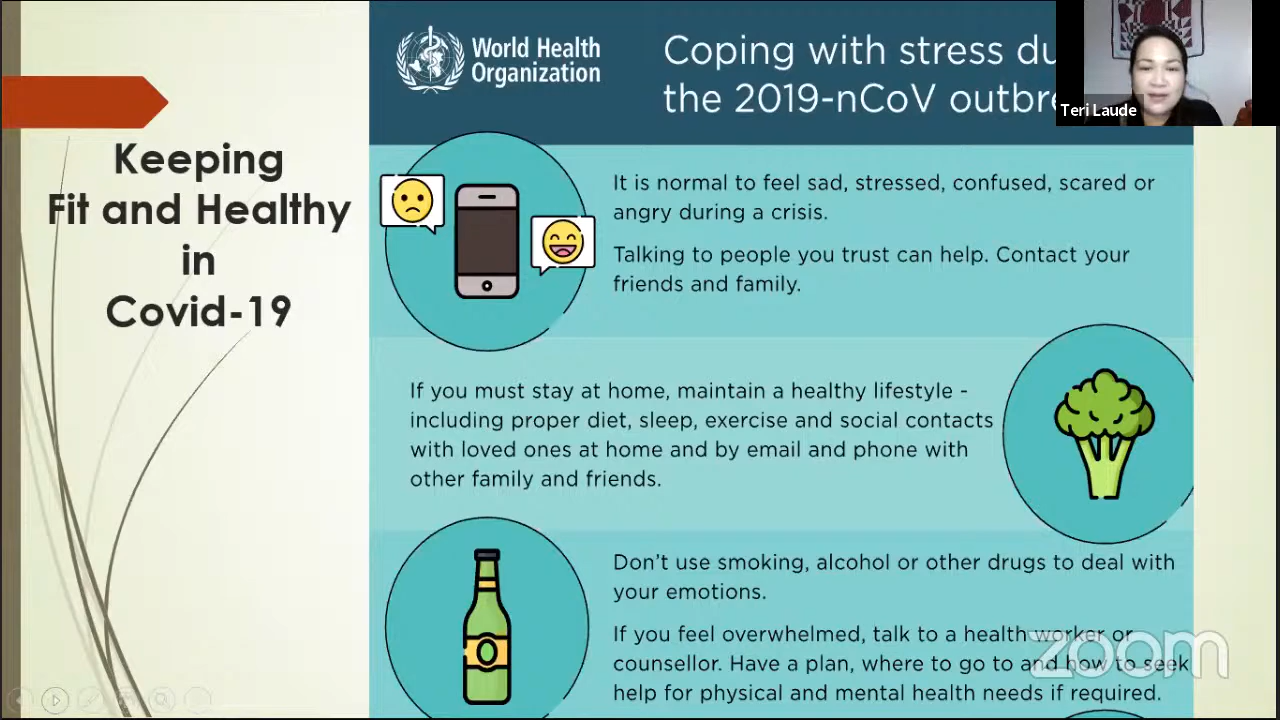 Keeping
Fit and Healthy
in
Covid-19
World Health
Organization
Coping with stress du
the 2019-nCoV outbre
Teri Laude
It is normal to feel sad, stressed, confused, scared or
angry during a crisis.
Talking to people you trust can help. Contact your
friends and family.
If you must stay at home, maintain a healthy lifestyle -
including proper diet, sleep, exercise and social contacts
with loved ones at home and by email and phone with
other family and friends.
Don't use smoking, alcohol or other drugs to deal with
your emotions.
If you feel overwhelmed, talk to a health worker or
counsellor. Have a plan, where to go to and how to seek
help for physical and mental health needs if required.
zoom